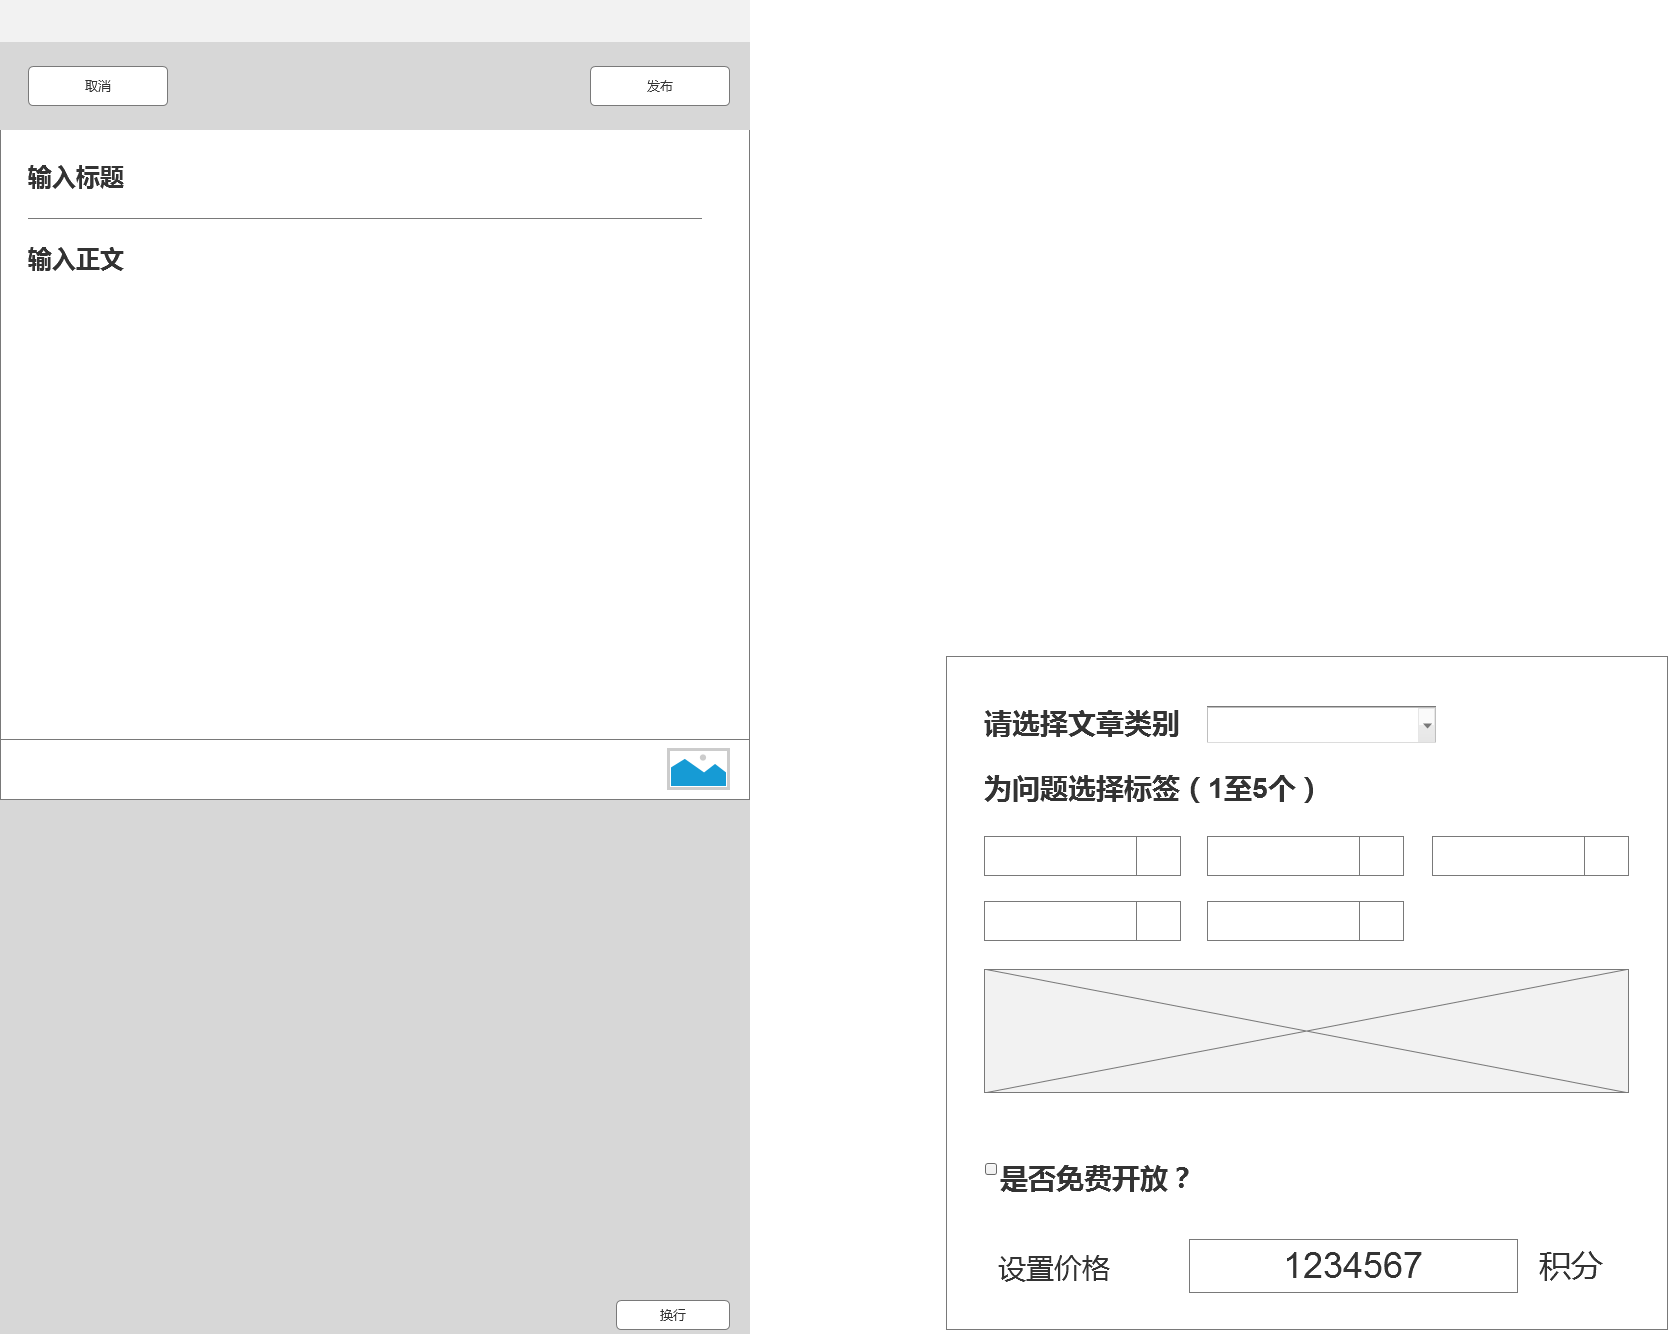 取消
发布
输入标题
输入正文
换行
请选择文章类别
为问题选择标签（1至5个）
是否免费开放？
设置价格 1234567 积分